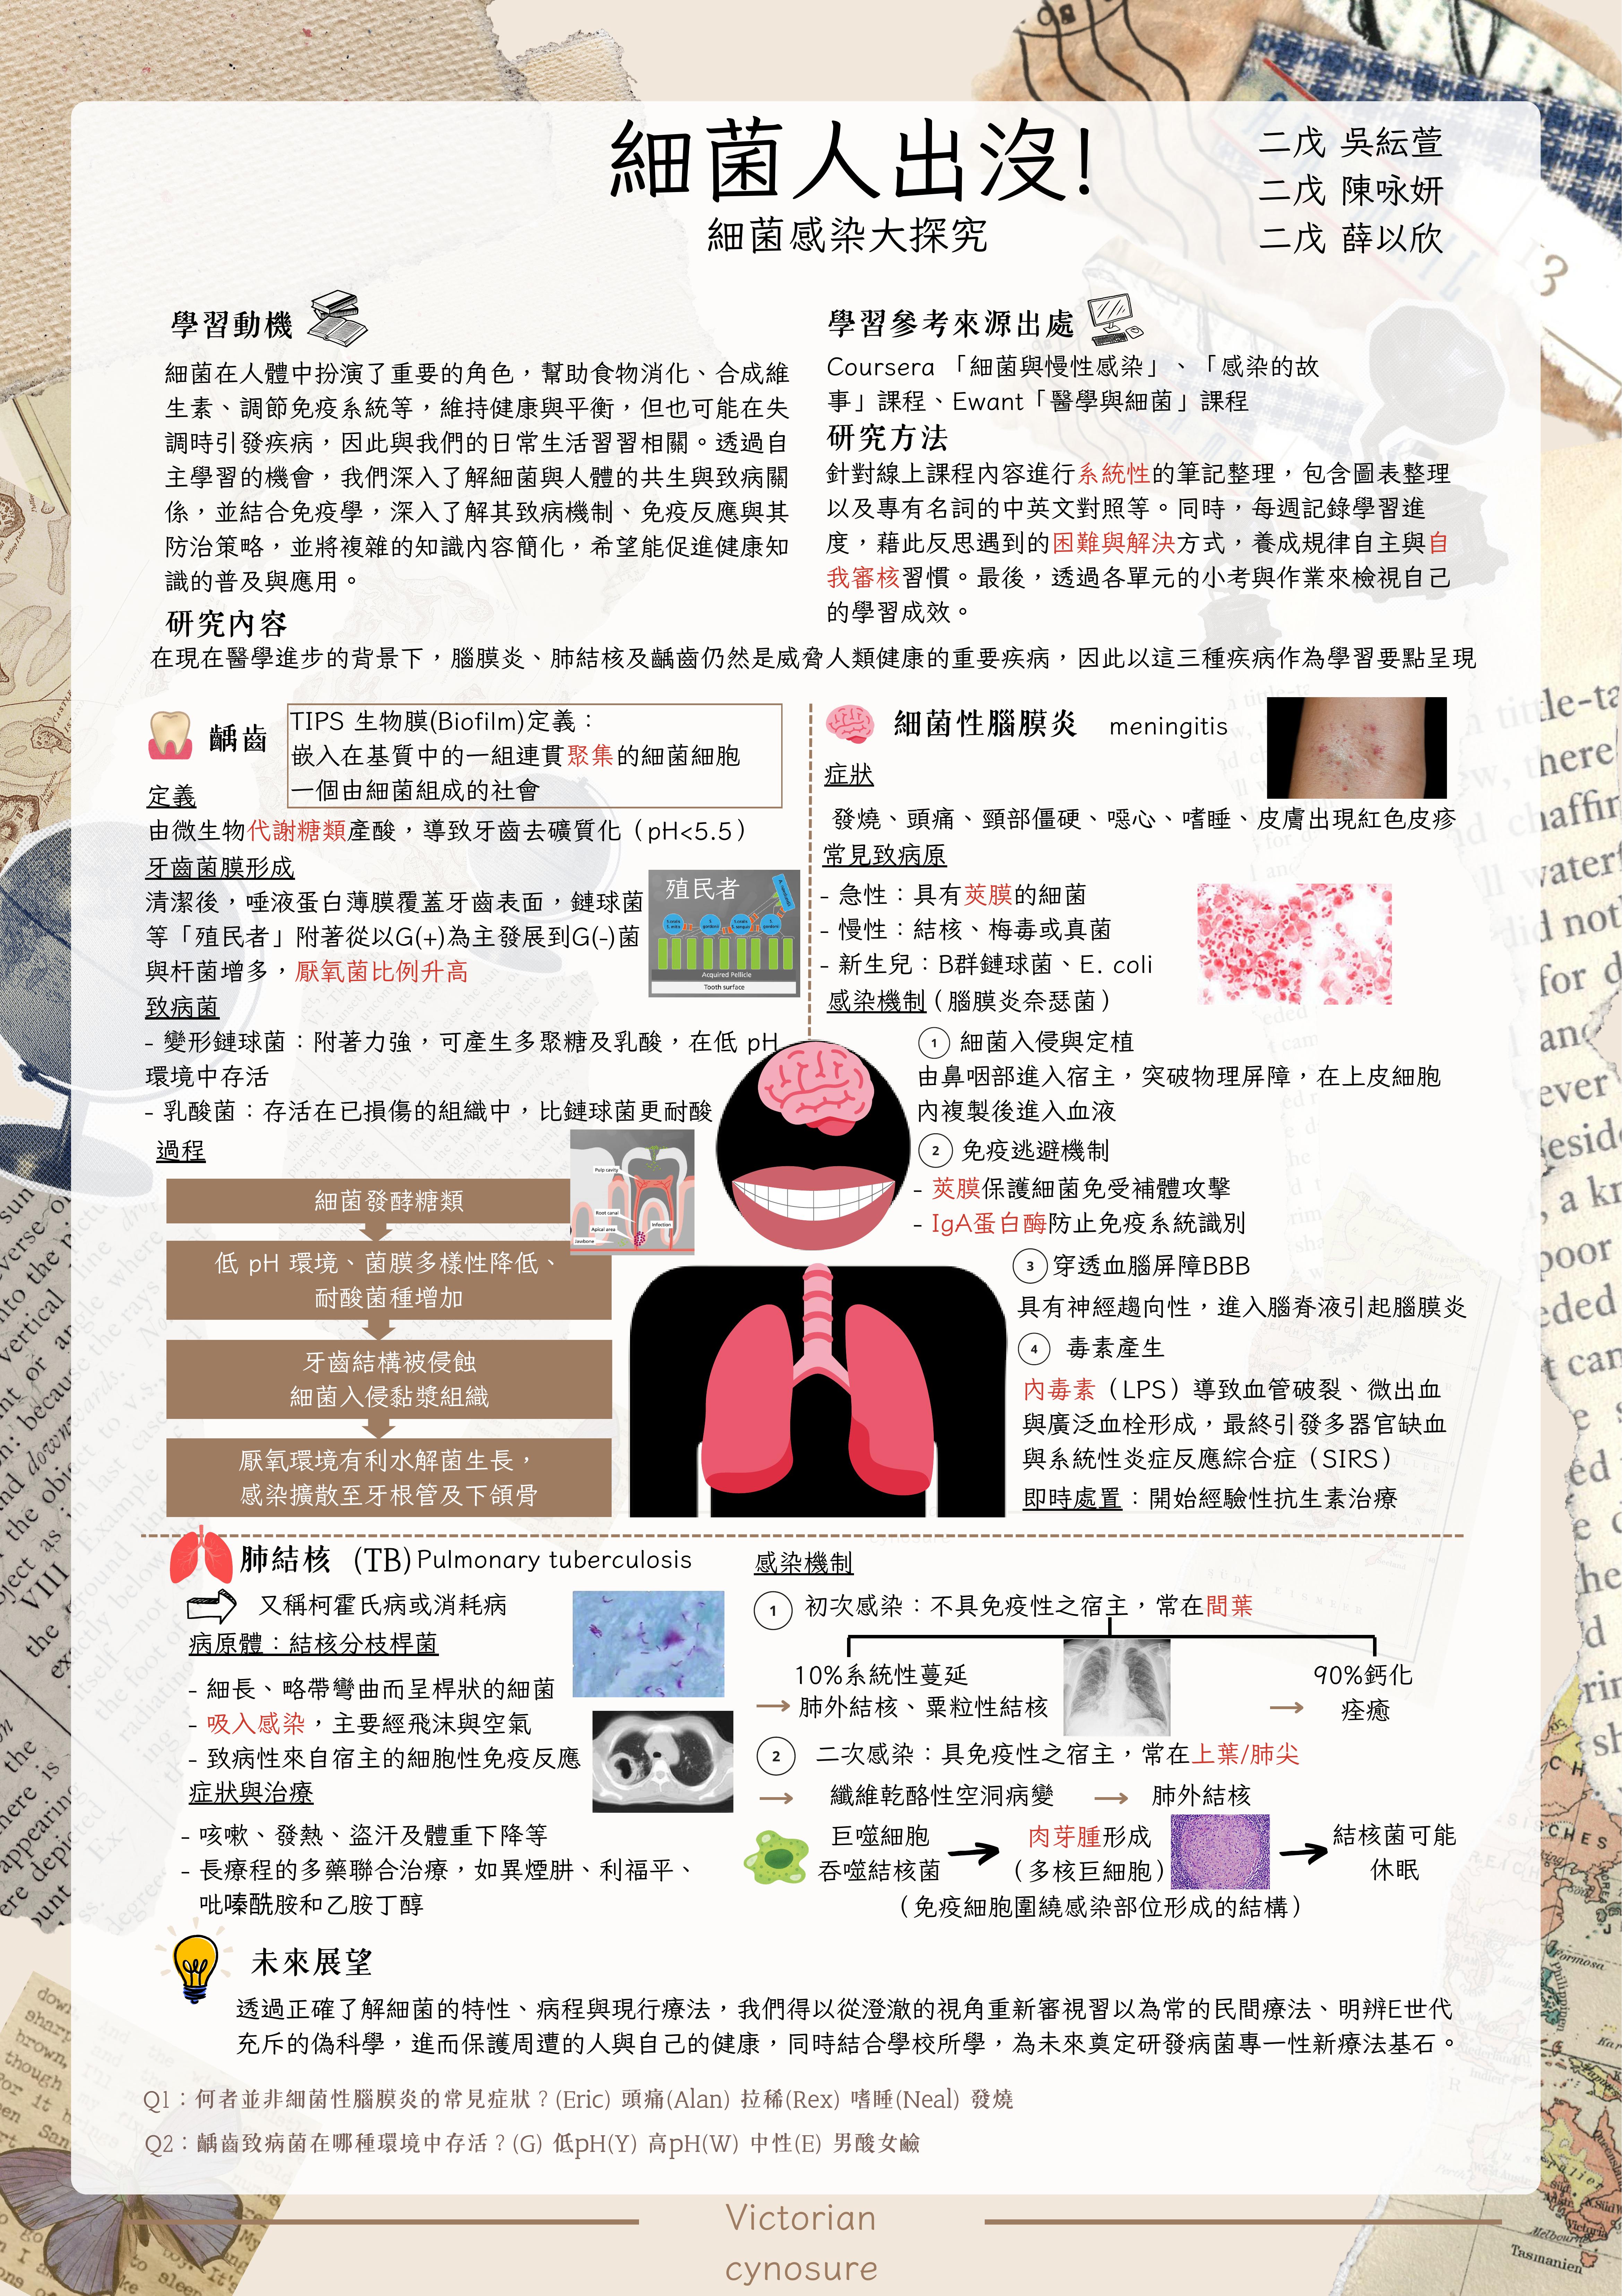 細菌人出沒!
細菌感染大探究
二戊 吳紜萱
二戊 陳咏妍
二戊 薛以欣
學習動機
細菌在人體中扮演了重要的角色，幫助食物消化、合成維
生素、調節免疫系統等，維持健康與平衡，但也可能在失
調時引發疾病，因此與我們的日常生活習習相關。透過自
主學習的機會，我們深入了解細菌與人體的共生與致病關
係，並結合免疫學，深入了解其致病機制、免疫反應與其
防治策略，並將複雜的知識內容簡化，希望能促進健康知
識的普及與應用。
學習參考來源出處
Coursera 「細菌與慢性感染」、「感染的故
事」課程、Ewant「醫學與細菌」課程
研究方法
針對線上課程內容進行系統性的筆記整理，包含圖表整理
以及專有名詞的中英文對照等。同時，每週記錄學習進
度，藉此反思遇到的困難與解決方式，養成規律自主與自
我審核習慣。最後，透過各單元的小考與作業來檢視自己
的學習成效。
研究內容
在現在醫學進步的背景下，腦膜炎、肺結核及齲齒仍然是威脅人類健康的重要疾病，因此以這三種疾病作為學習要點呈現
齲齒
TIPS 生物膜(Biofilm)定義：
嵌入在基質中的一組連貫聚集的細菌細胞
一個由細菌組成的社會
定義
由微生物代謝糖類產酸，導致牙齒去礦質化（pH<5.5）
牙齒菌膜形成
清潔後，唾液蛋白薄膜覆蓋牙齒表面，鏈球菌
等「殖民者」附著從以G(+)為主發展到G(-)菌
與杆菌增多，厭氧菌比例升高
殖民者
Acquired Pellicle
Tooth surface
致病菌
- 變形鏈球菌：附著力強，可產生多聚糖及乳酸，在低 pH
環境中存活
- 乳酸菌：存活在已損傷的組織中，比鏈球菌更耐酸
過程
Pulp cavity
Root canal
Apical area
Infection
Jawbone
細菌發酵糖類
低 pH 環境、菌膜多樣性降低、
耐酸菌種增加
牙齒結構被侵蝕
細菌入侵黏漿組織
厭氧環境有利水解菌生長，
感染擴散至牙根管及下頜骨
細菌性腦膜炎 meningitis
症狀
發燒、頭痛、頸部僵硬、噁心、嗜睡、皮膚出現紅色皮疹
常見致病原
- 急性：具有莢膜的細菌
- 慢性：結核、梅毒或真菌
- 新生兒：B群鏈球菌、E. coli
感染機制（腦膜炎奈瑟菌）
1 細菌入侵與定植
由鼻咽部進入宿主，突破物理屏障，在上皮細胞
內複製後進入血液
2 免疫逃避機制
- 莢膜保護細菌免受補體攻擊
- IgA蛋白酶防止免疫系統識別
3 穿透血腦屏障BBB
具有神經趨向性，進入腦脊液引起腦膜炎
4 毒素產生
內毒素（LPS）導致血管破裂、微出血
與廣泛血栓形成，最終引發多器官缺血
與系統性炎症反應綜合症（SIRS）
即時處置：開始經驗性抗生素治療
肺結核 (TB) Pulmonary tuberculosis
又稱柯霍氏病或消耗病
病原體：結核分枝桿菌
- 細長、略帶彎曲而呈桿狀的細菌
- 吸入感染，主要經飛沫與空氣
- 致病性來自宿主的細胞性免疫反應
症狀與治療
- 咳嗽、發熱、盜汗及體重下降等
- 長療程的多藥聯合治療，如異煙肼、利福平、
吡嗪酰胺和乙胺丁醇
感染機制
1 初次感染：不具免疫性之宿主，常在間葉
10%系統性蔓延
→ 肺外結核、粟粒性結核
90%鈣化
→ 痊癒
2 二次感染：具免疫性之宿主，常在上葉/肺尖
→ 纖維乾酪性空洞病變 → 肺外結核
巨噬細胞
吞噬結核菌
肉芽腫形成
（多核巨細胞）
結核菌可能
休眠
（免疫細胞圍繞感染部位形成的結構）
未來展望
透過正確了解細菌的特性、病程與現行療法，我們得以從澄澈的視角重新審視習以為常的民間療法、明辨E世代
充斥的偽科學，進而保護周遭的人與自己的健康，同時結合學校所學，為未來奠定研發病菌專一性新療法基石。
Q1：何者並非細菌性腦膜炎的常見症狀？(Eric) 頭痛(Alan) 拉稀(Rex) 嗜睡(Neal) 發燒
Q2：齲齒致病菌在哪種環境中存活？(G) 低pH(Y) 高pH(W) 中性(E) 男酸女鹼
Victorian
cynosure